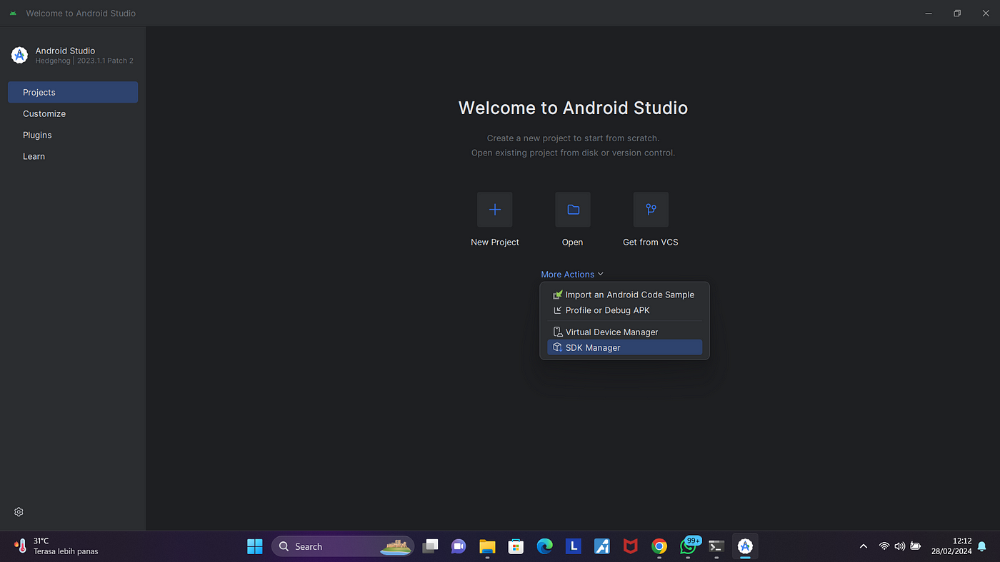 Welcome to Android Studio
Android Studio
Hedgehog | 2023.1.1 Patch 2
Projects
Customize
Plugins
Learn
Welcome to Android Studio
Create a new project to start from scratch.
Open existing project from disk or version control.
New Project
Open
Get from VCS
More Actions
Import an Android Code Sample
Profile or Debug APK
Virtual Device Manager
SDK Manager
31°C
Terasa lebih panas
Search
L
99+
12:12
28/02/2024